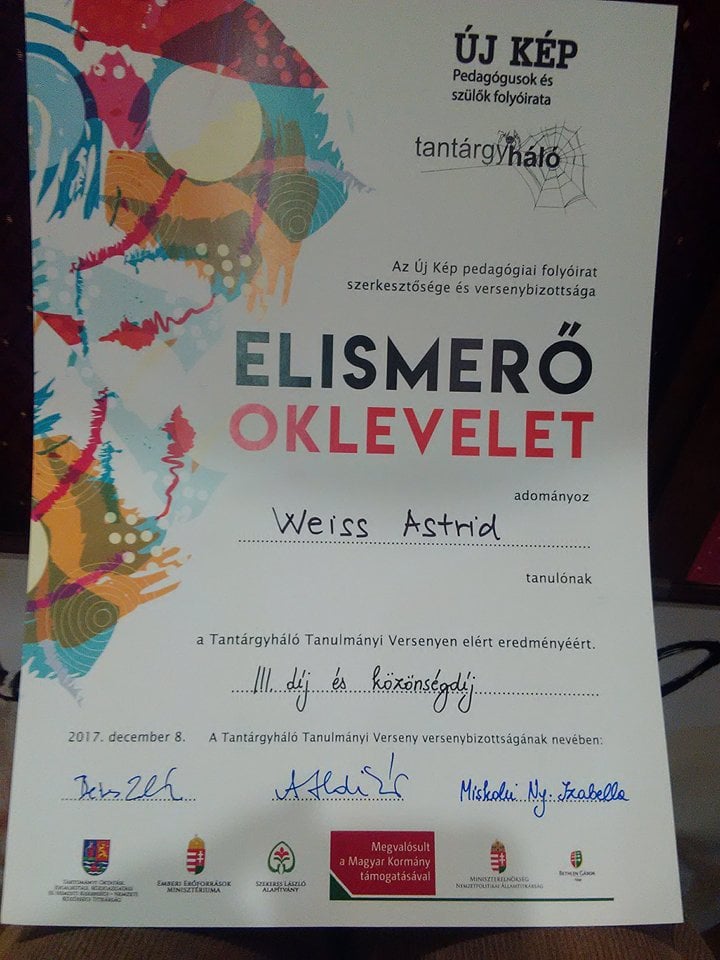 ÚJ KÉP
Pedagógusok és
szülők folyóirata
tantárgyháló
Az Új Kép pedagógiai folyóirat
szerkesztősége és versenybizottsága
ELISMERŐ
OKLEVELET
adományoz
Weiss Astrid
tanulónak
a Tantárgyháló Tanulmányi Versenyen elért eredményéért.
III. díj és közönségdíj
2017. december 8. A Tantárgyháló Tanulmányi Verseny versenybizottságának nevében:
Ny. Izabella
EMBERI ERŐFORRÁSOK
MINISZTÉRIUMA
SZEKERES LÁSZLÓ
ALAPÍTVÁNY
Megvalósult
a Magyar Kormány
támogatásával
MINISZTERELNÖKSÉG
NEMZETPOLITIKAI ÁLLAMTITKÁRSÁG
BETHLEN GÁBOR